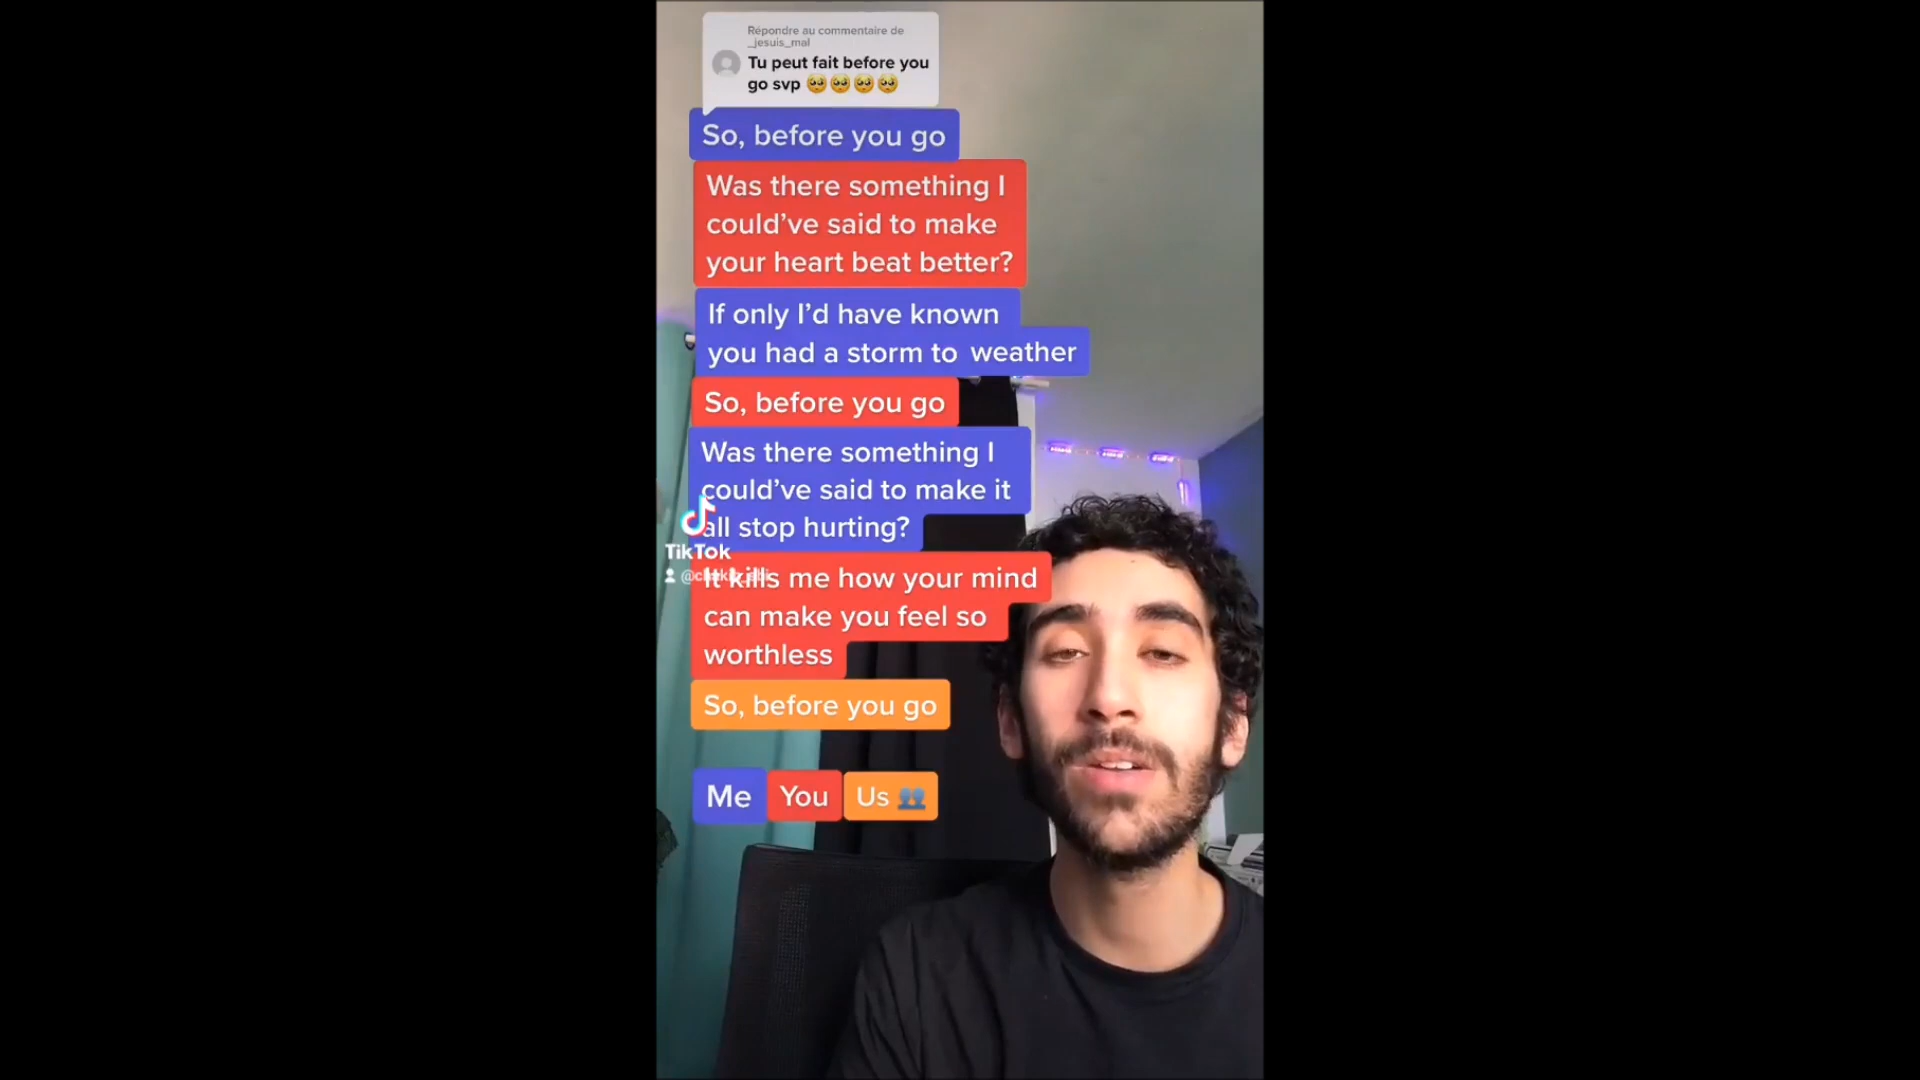 Répondre au commentaire de
_jesuis_mal
Tu peut fait before you
go svp 🥺🥺🥺🥺
So, before you go
Was there something I
could’ve said to make
your heart beat better?
If only I’d have known
you had a storm to weather
So, before you go
Was there something I
could’ve said to make it
all stop hurting?
TikTok
It kills me how your mind
can make you feel so
worthless
So, before you go
Me You Us 👥